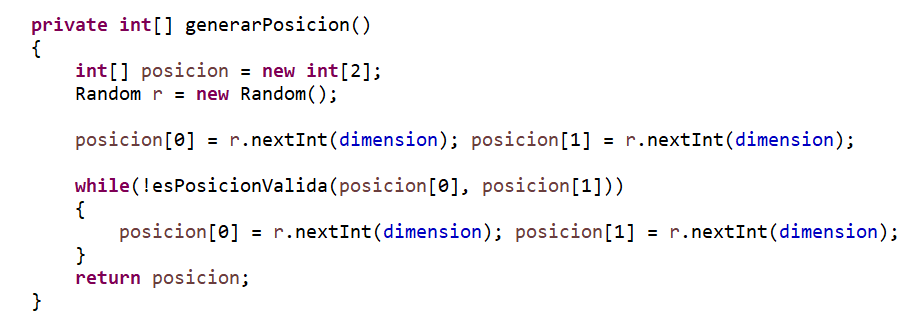 private int[] generarPosicion()
{
    int[] posicion = new int[2];
    Random r = new Random();
    posicion[0] = r.nextInt(dimension); posicion[1] = r.nextInt(dimension);
    while(!esPosicionValida(posicion[0], posicion[1]))
    {
        posicion[0] = r.nextInt(dimension); posicion[1] = r.nextInt(dimension);
    }
    return posicion;
}